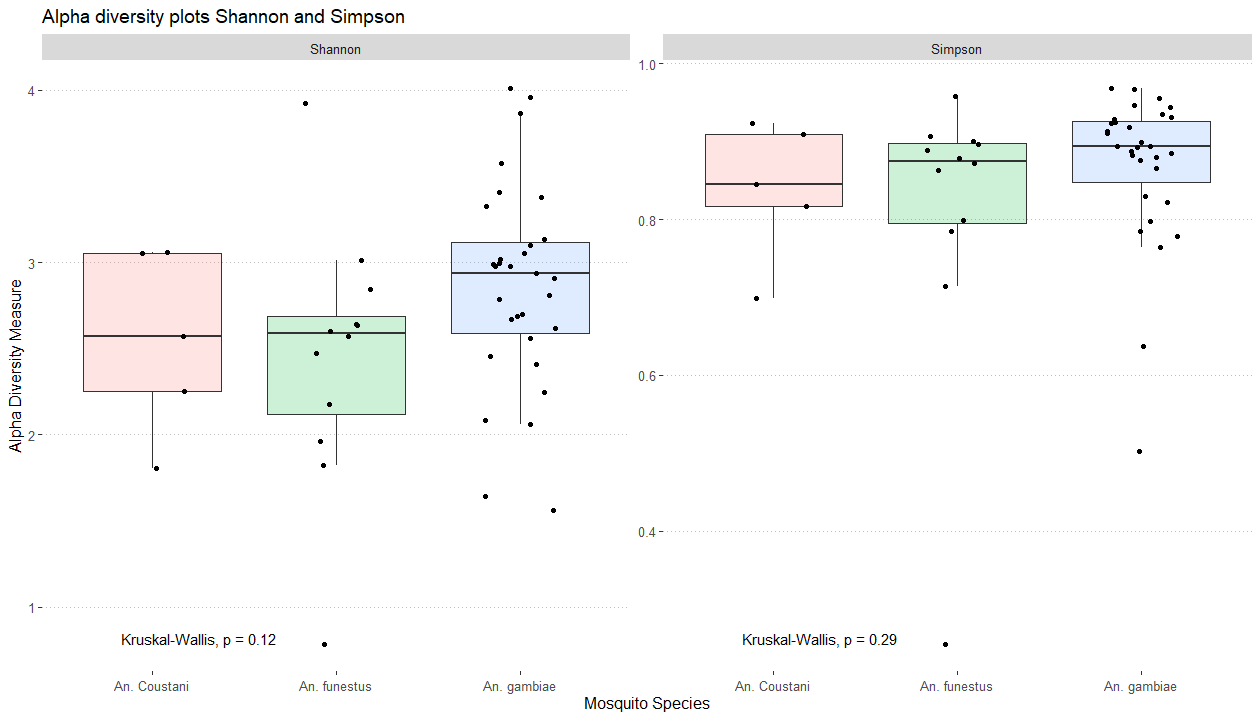 Alpha diversity plots Shannon and Simpson
Shannon
Simpson
Alpha Diversity Measure
4
3
2
1
1.0
0.8
0.6
0.4
Kruskal-Wallis, p = 0.12
Kruskal-Wallis, p = 0.29
An. Coustani
An. funestus
An. gambiae
An. Coustani
An. funestus
An. gambiae
Mosquito Species